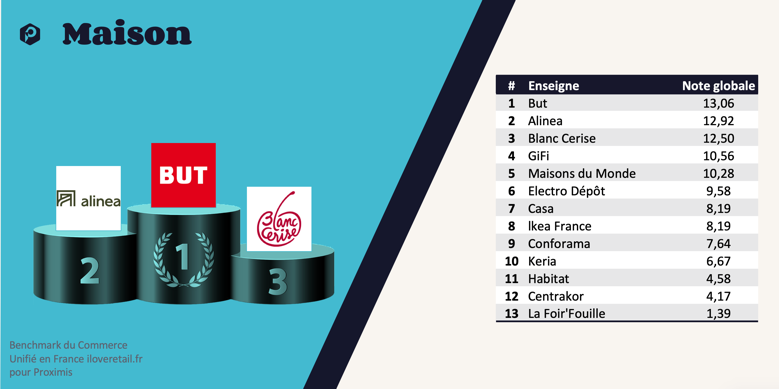 Maison
BUT
alinea
Blanc
Cerise
2
1
3
Benchmark du Commerce
Unifié en France iloveretail.fr
pour Proximis
# Enseigne Note globale
1 But 13,06
2 Alinea 12,92
3 Blanc Cerise 12,50
4 GiFi 10,56
5 Maisons du Monde 10,28
6 Electro Dépôt 9,58
7 Casa 8,19
8 Ikea France 8,19
9 Conforama 7,64
10 Keria 6,67
11 Habitat 4,58
12 Centrakor 4,17
13 La Foir'Fouille 1,39